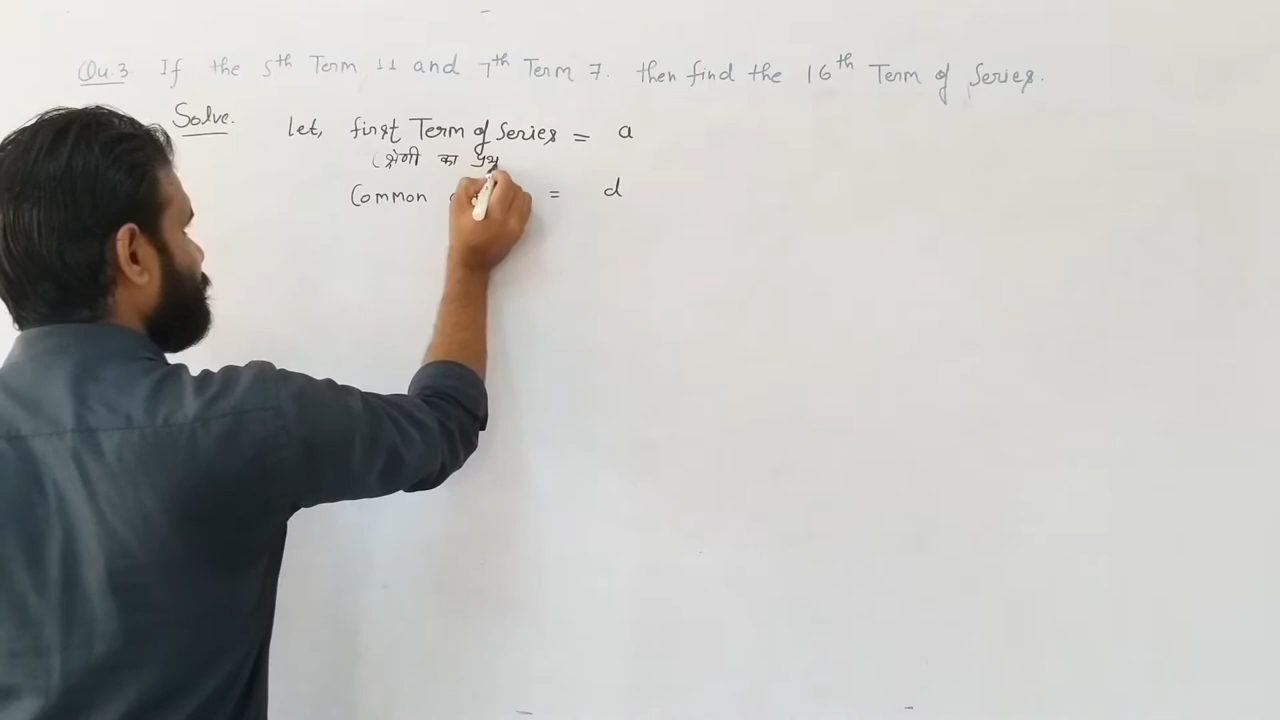 Qu 3 If the 5th Term 11 and 7th Term 7. then find the 16th Term of Series.
Solve.
let, first Term of Series = a
(श्रेणी का प्रथ
Common = d